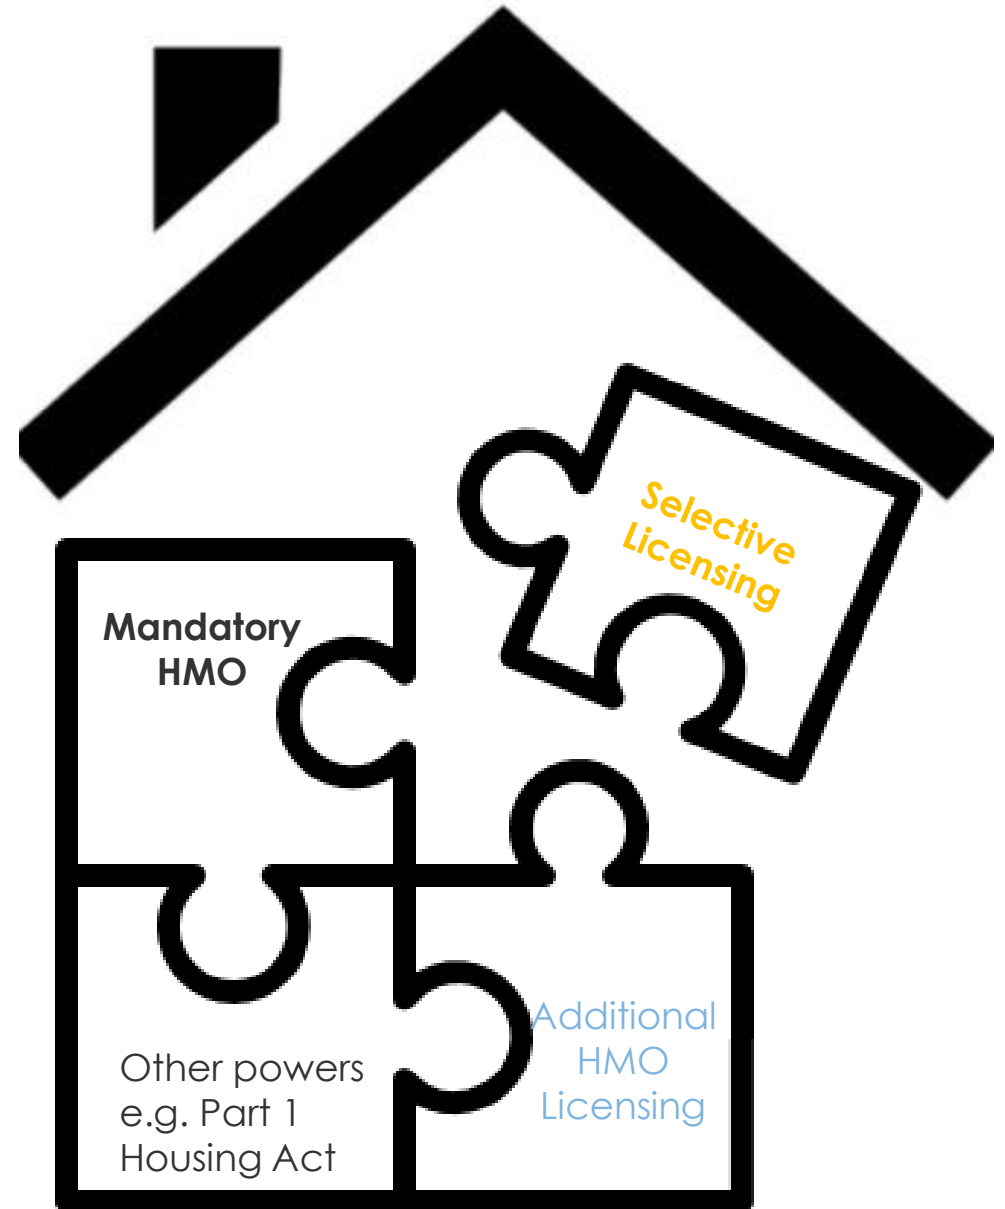 Selective
Licensing
Mandatory
HMO
Additional
HMO
Licensing
Other powers
e.g. Part 1
Housing Act